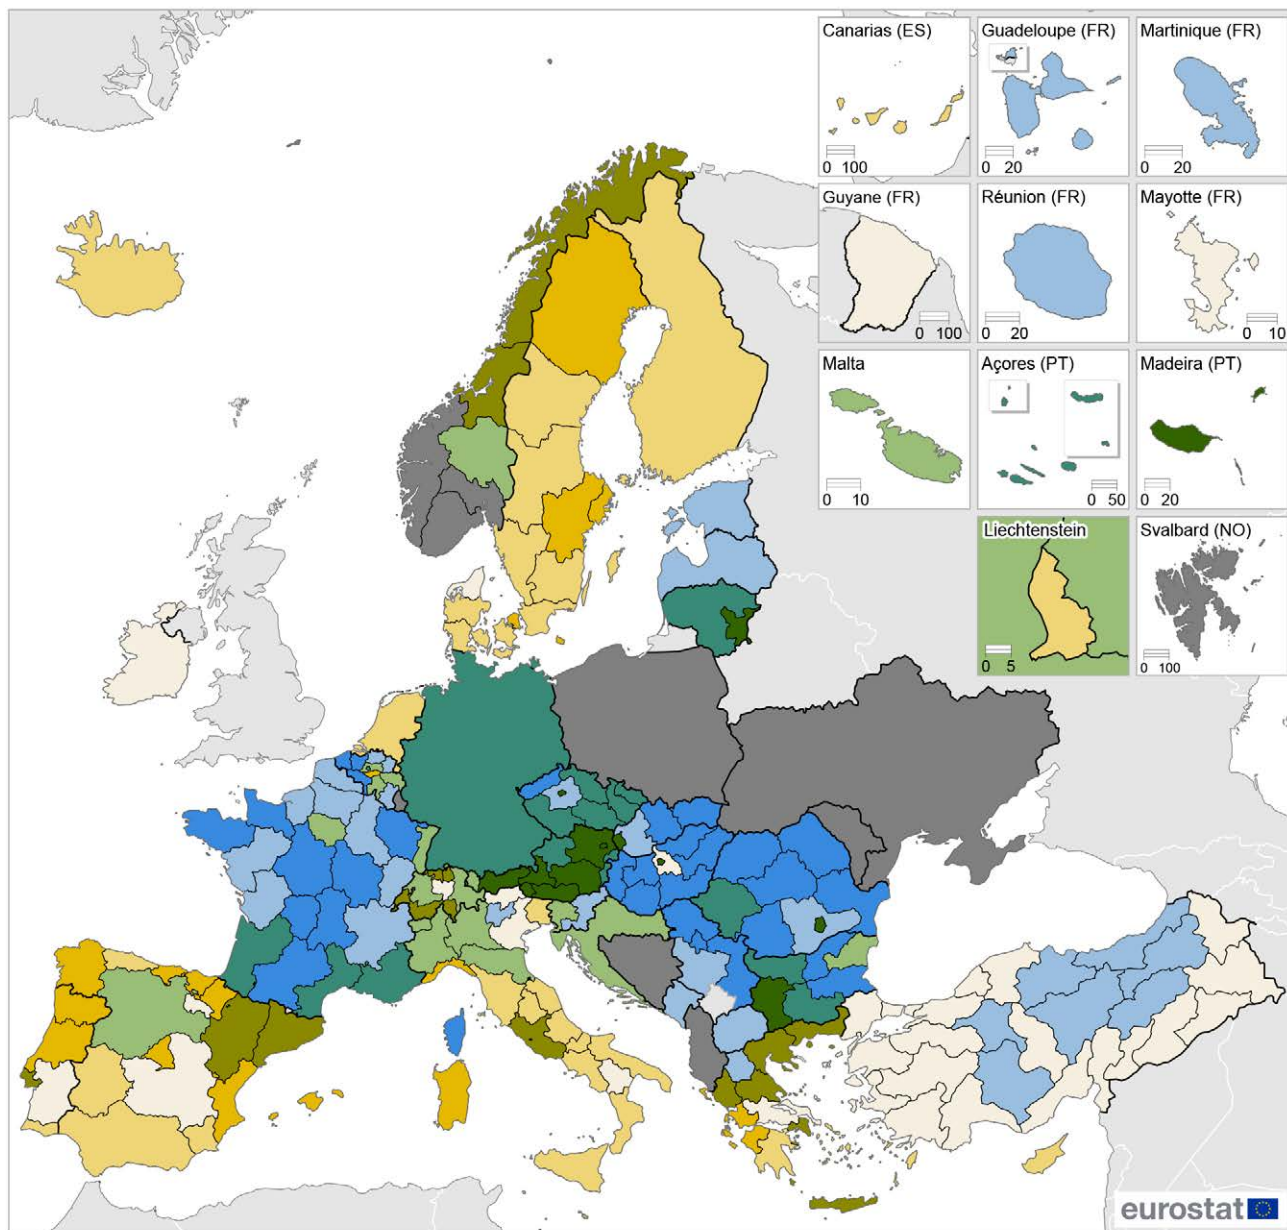 Canarias (ES)
0 100
Guadeloupe (FR)
0 20
Martinique (FR)
0 20
Guyane (FR)
0 100
Réunion (FR)
0 20
Mayotte (FR)
0 10
Malta
0 10
Açores (PT)
0 50
Madeira (PT)
0 20
Liechtenstein
0 5
Svalbard (NO)
0 100
eurostat